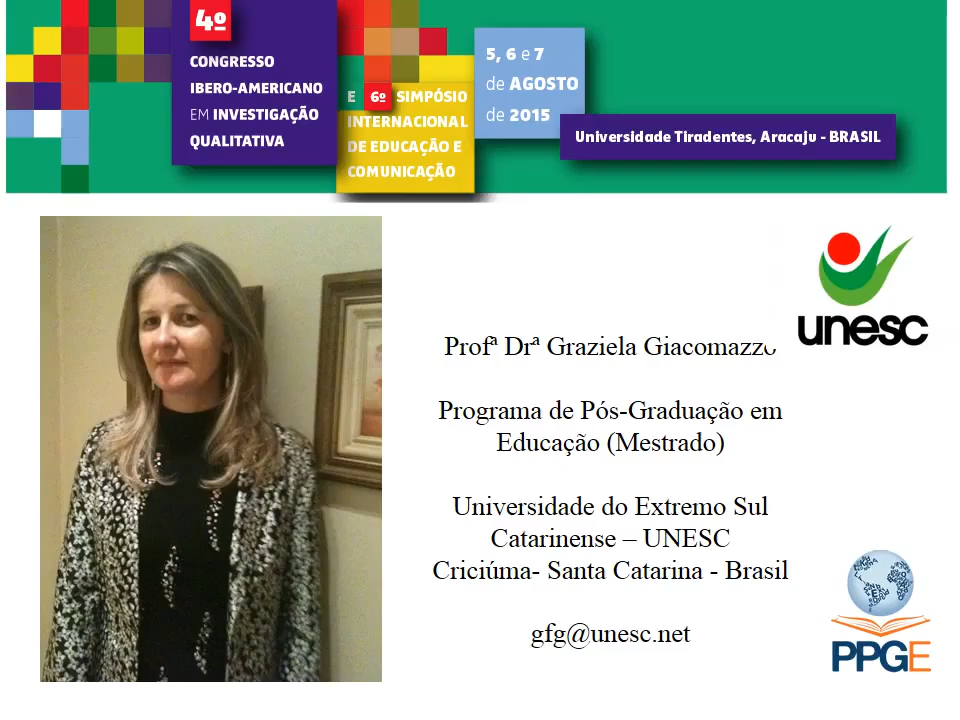 4º
CONGRESSO
IBERO-AMERICANO
EM INVESTIGAÇÃO
QUALITATIVA
E 6º SIMPÓSIO
INTERNACIONAL
DE EDUCAÇÃO E
COMUNICAÇÃO
5, 6 e 7
de AGOSTO
de 2015
Universidade Tiradentes, Aracaju - BRASIL
unesc
Profª Drª Graziela Giacomazzo
Programa de Pós-Graduação em
Educação (Mestrado)
Universidade do Extremo Sul
Catarinense – UNESC
Criciúma- Santa Catarina - Brasil
gfg@unesc.net
PPGE